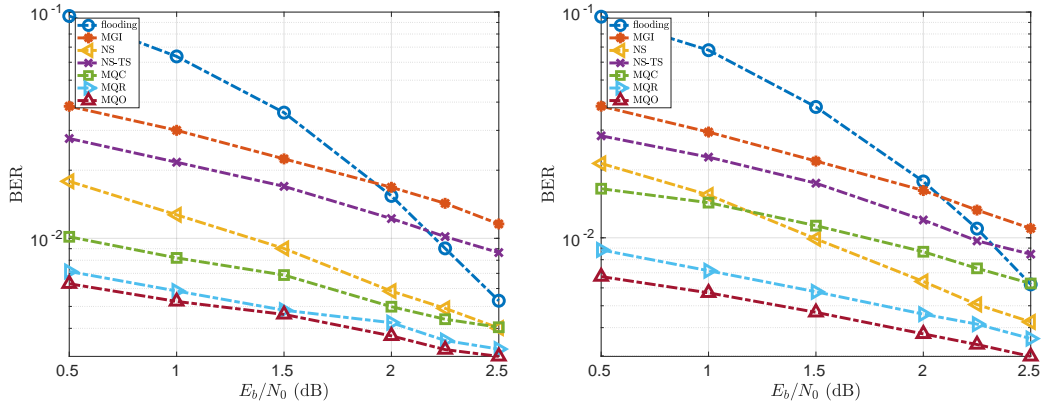 10^-1
flooding
MGI
NS
NS-TS
MQC
MQR
MQO
10^-2
BER
0.5 1 1.5 2 2.5
E_b/N_0 (dB)
10^-1
flooding
MGI
NS
NS-TS
MQC
MQR
MQO
10^-2
BER
0.5 1 1.5 2 2.5
E_b/N_0 (dB)